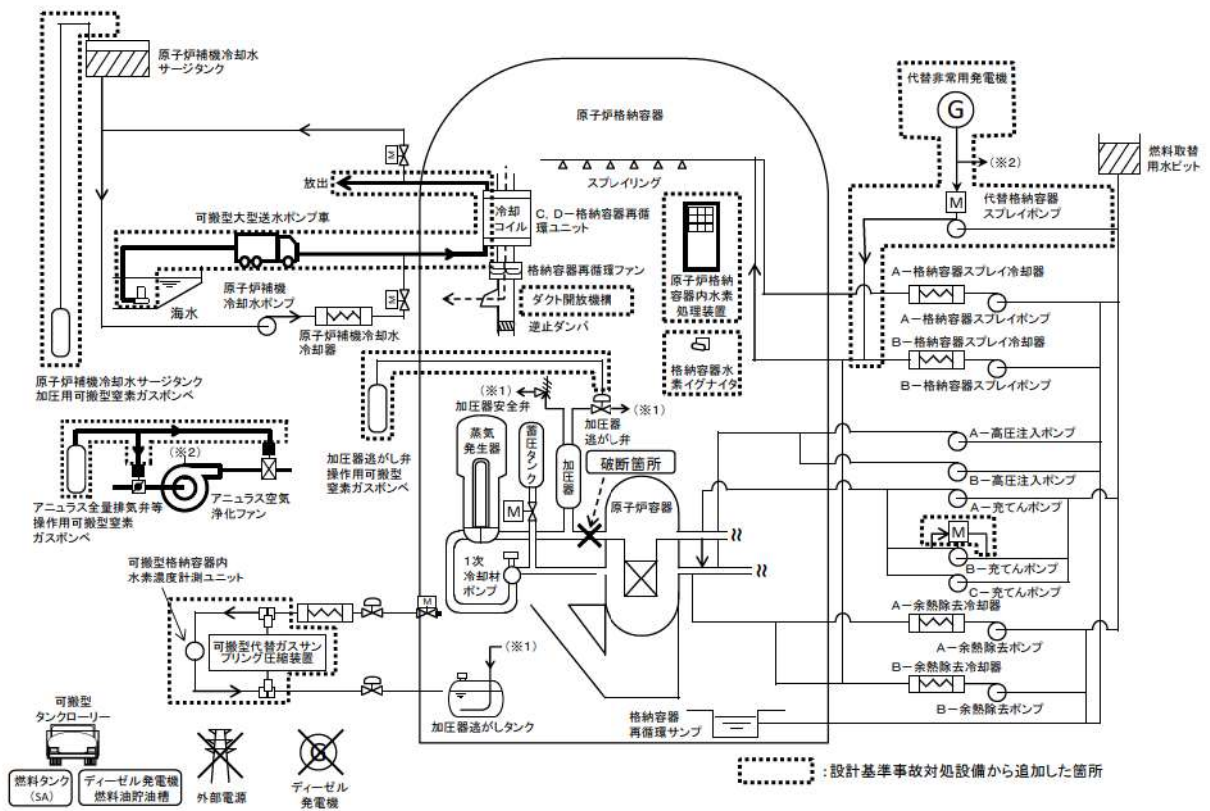 原子炉補機冷却水
サージタンク
原子炉格納容器
代替非常用発電機
G
(※2)
燃料取替
用水ピット
M
代替格納容器
スプレイポンプ
M
放出
スプレイリング
冷却
コイル
C,D-格納容器再循
環ユニット
可搬型大型送水ポンプ車
格納容器再循環ファン
原子炉格納
容器内水素
処理装置
A-格納容器スプレイ冷却器
A-格納容器スプレイポンプ
海水
原子炉補機
冷却水ポンプ
M
ダクト開放機構
逆止ダンパ
原子炉補機冷却水
冷却器
B-格納容器スプレイ冷却器
B-格納容器スプレイポンプ
格納容器水
素イグナイタ
原子炉補機冷却水サージタンク
加圧用可搬型窒素ガスボンベ
(※1)
加圧器安全弁
(※1)
加圧器
逃がし弁
加圧器逃がし弁
操作用可搬型
窒素ガスボンベ
蒸気
発生器
蓄圧タンク
加圧器
破断箇所
原子炉容器
M
A-高圧注入ポンプ
B-高圧注入ポンプ
A-充てんポンプ
M
B-充てんポンプ
C-充てんポンプ
(※2)
アニュラス空気
浄化ファン
アニュラス全量排気弁等
操作用可搬型窒素
ガスボンベ
1次
冷却材
ポンプ
可搬型格納容器内
水素濃度計測ユニット
M
可搬型代替ガスサン
プリング圧縮装置
(※1)
加圧器逃がしタンク
A-余熱除去冷却器
A-余熱除去ポンプ
B-余熱除去冷却器
B-余熱除去ポンプ
格納容器
再循環サンプ
可搬型
タンクローリー
燃料タンク
(SA)
ディーゼル発電機
燃料油貯油槽
外部電源
G
ディーゼル
発電機
:設計基準事故対処設備から追加した箇所